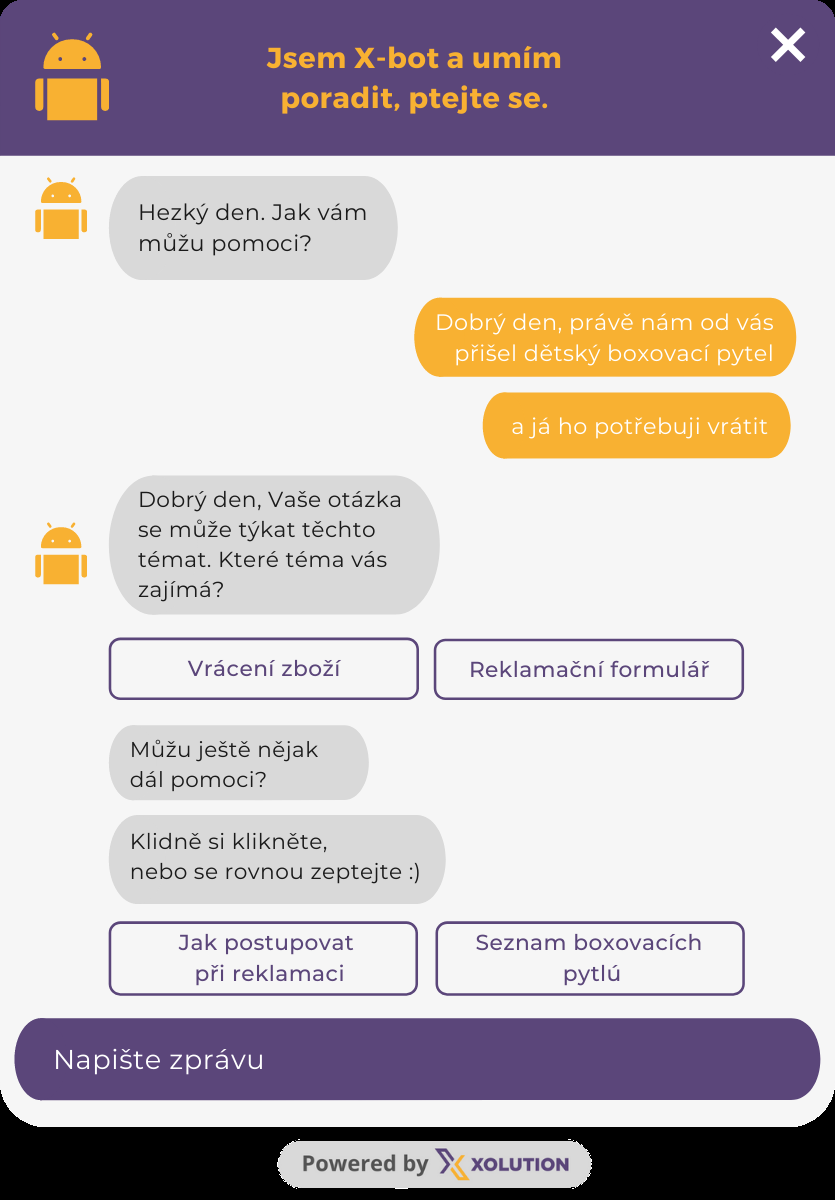 Jsem X-bot a umím
poradit, ptejte se.
Hezký den. Jak vám
můžu pomoci?
Dobrý den, právě nám od vás
přišel dětský boxovací pytel
a já ho potřebuji vrátit
Dobrý den, Vaše otázka
se může týkat těchto
témat. Které téma vás
zajímá?
Vrácení zboží
Reklamační formulář
Můžu ještě nějak
dál pomoci?
Klidně si klikněte,
nebo se rovnou zeptejte :)
Jak postupovat
při reklamaci
Seznam boxovacích
pytlú
Napište zprávu
Powered by XOLUTION